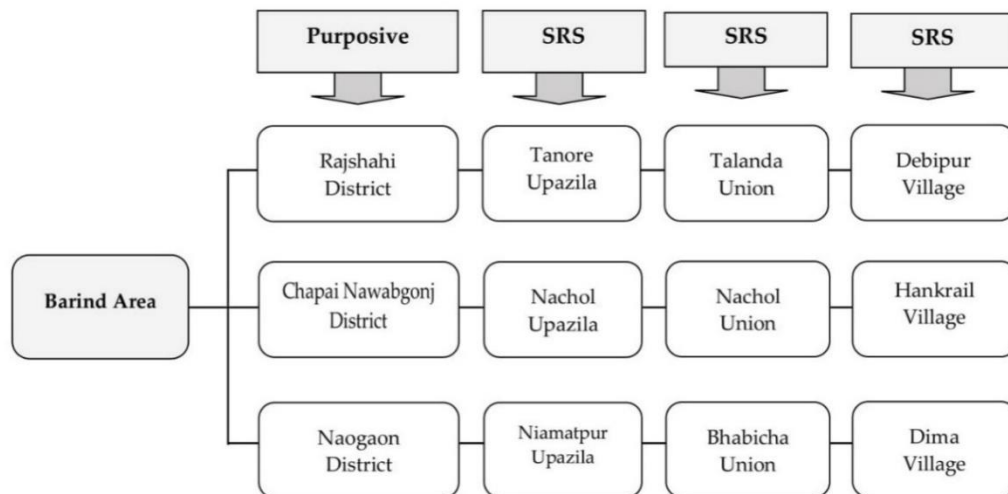 Purposive
SRS
SRS
SRS
Rajshahi
District
Tanore
Upazila
Talanda
Union
Debipur
Village
Barind Area
Chapai Nawabgonj
District
Nachol
Upazila
Nachol
Union
Hankrail
Village
Naogaon
District
Niamatpur
Upazila
Bhabicha
Union
Dima
Village